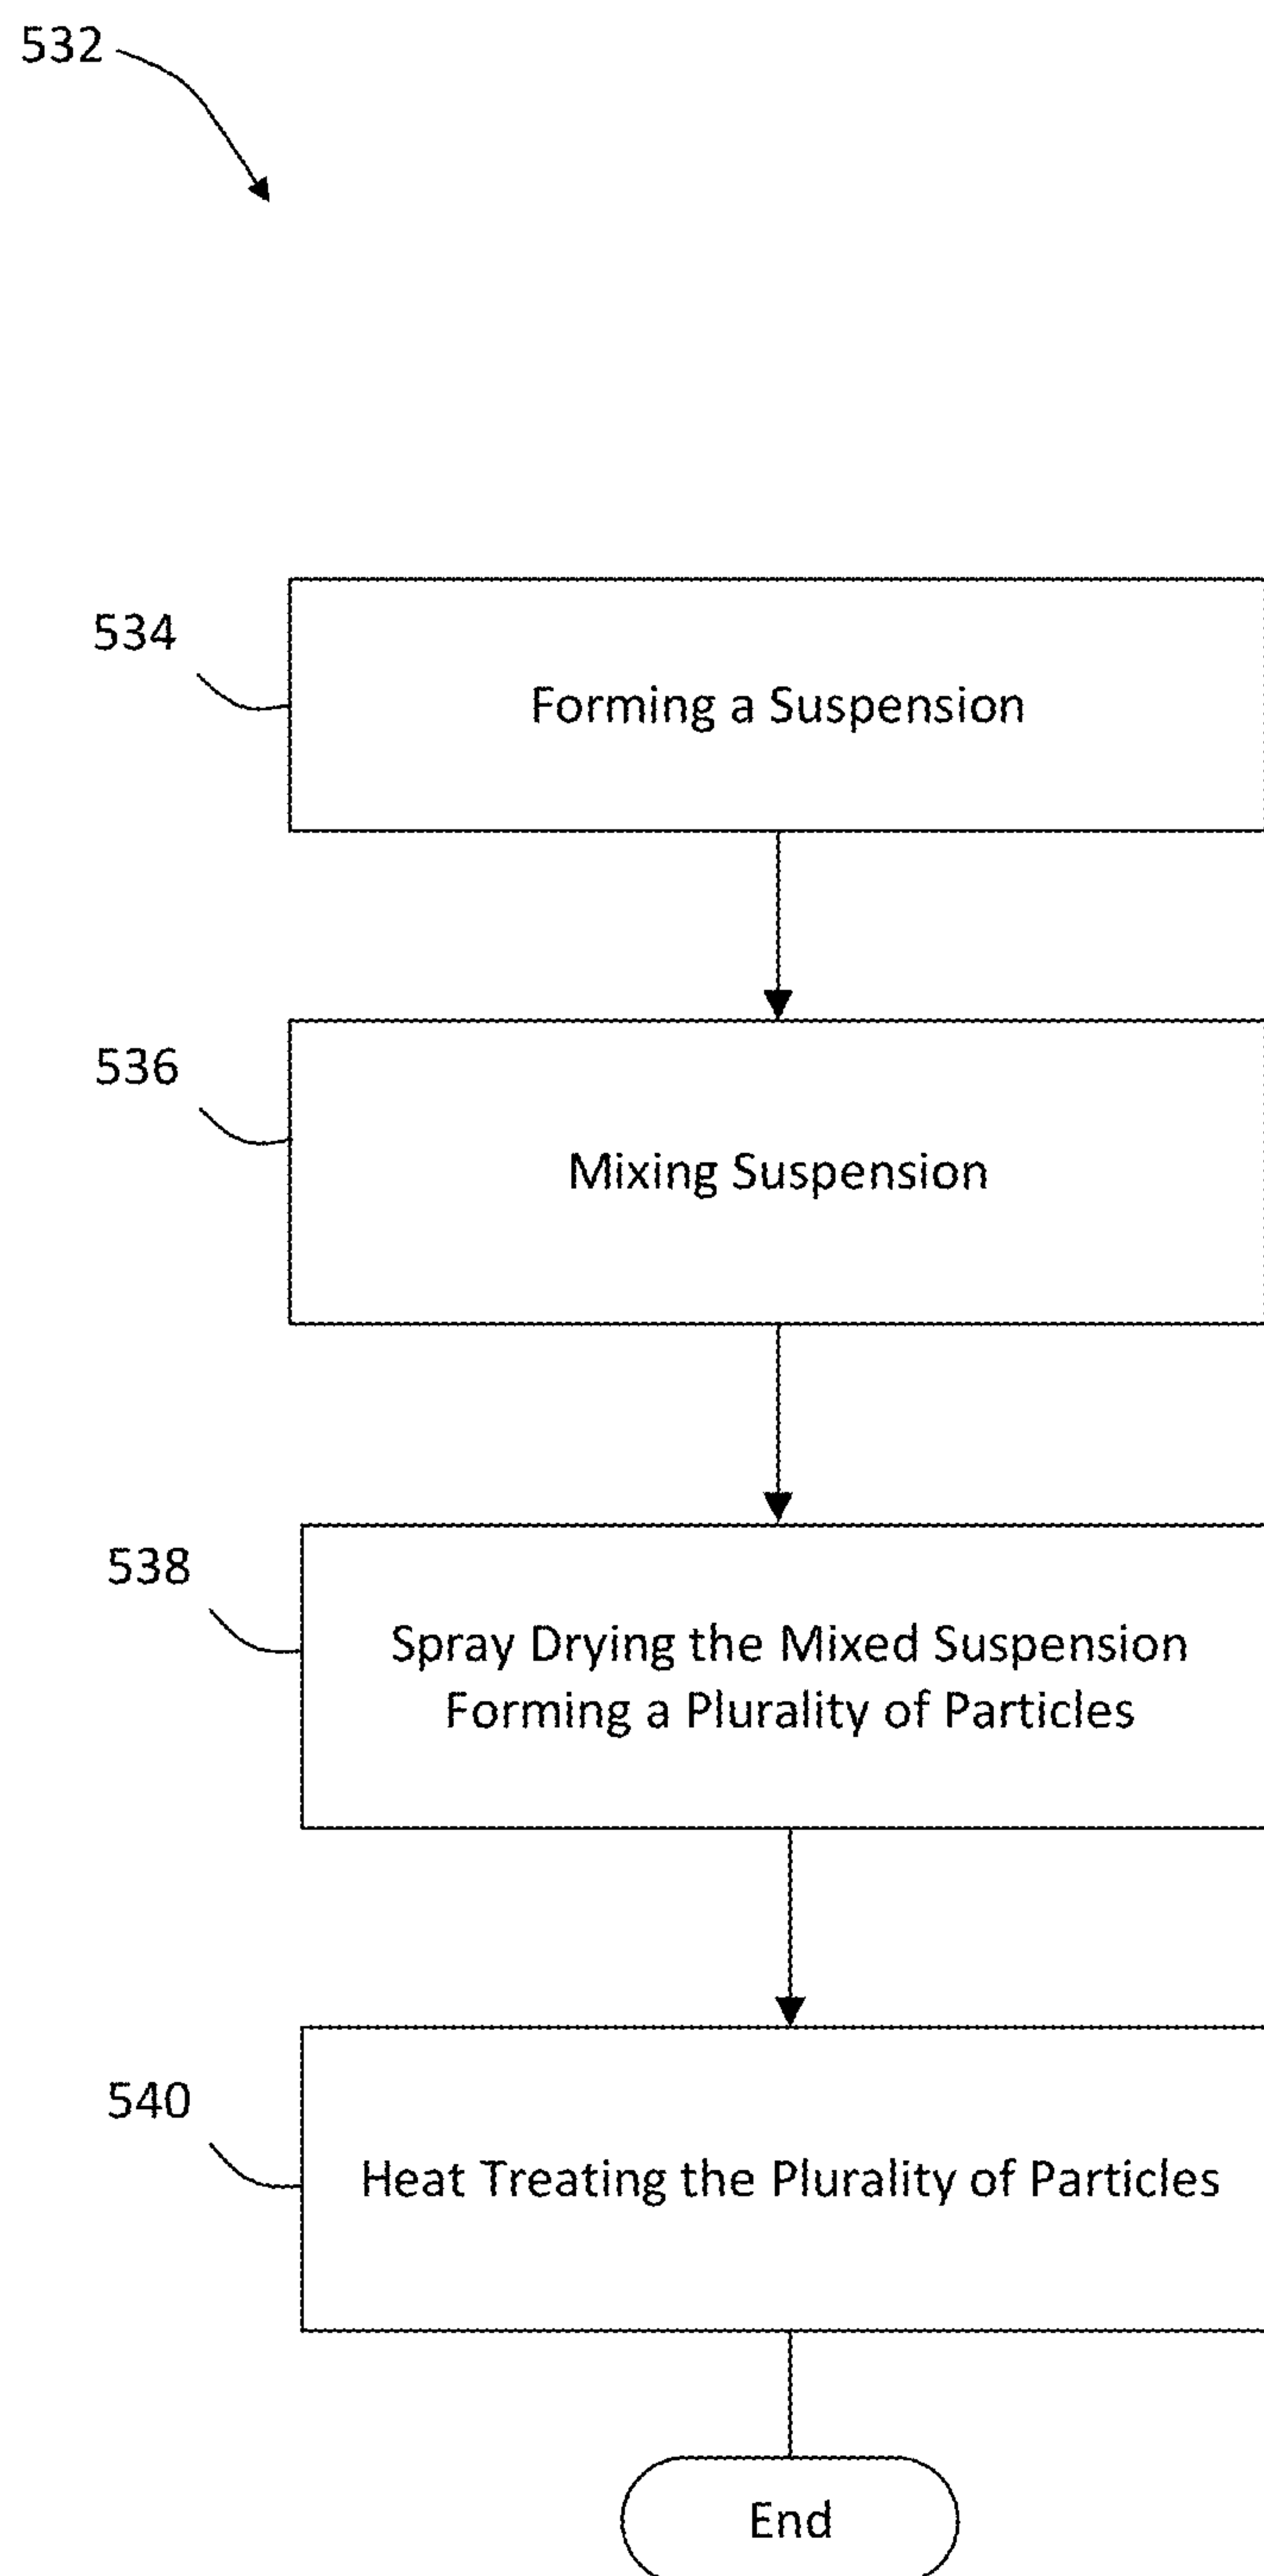 532
534
Forming a Suspension
536
Mixing Suspension
538
Spray Drying the Mixed Suspension
Forming a Plurality of Particles
540
Heat Treating the Plurality of Particles
End